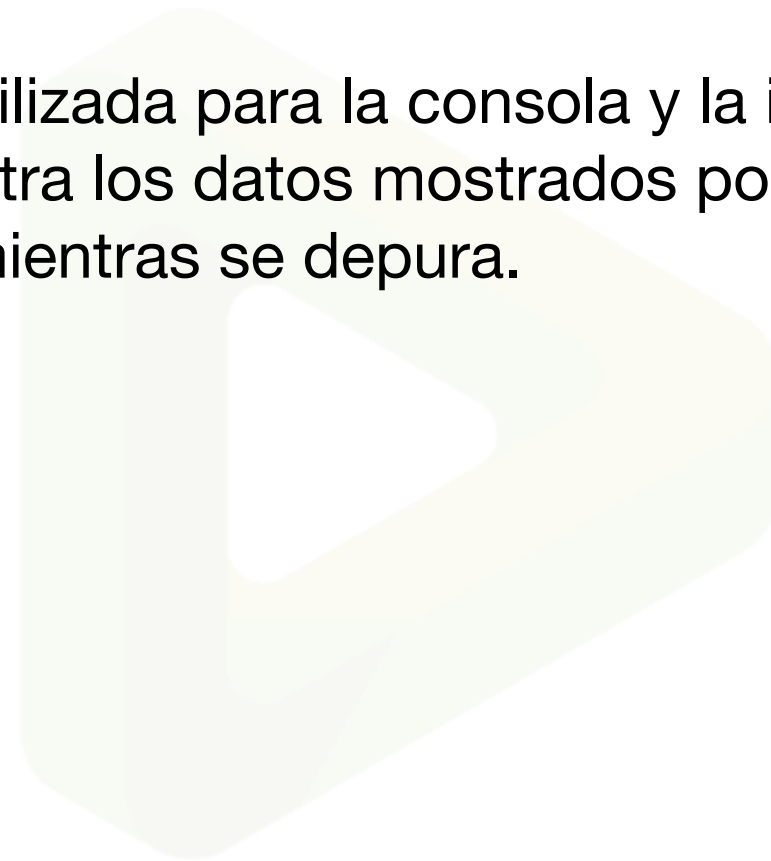 ilizada para la consola y la i
tra los datos mostrados po
ientras se depura.